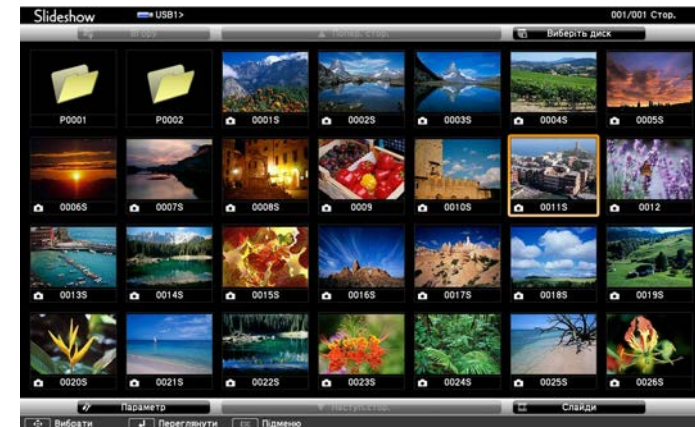 Slideshow USB1> 001/001 Стор.
Вгору ▲ Попер. стор. Виберіть диск
P0001 P0002 0001S 0002S 0003S 0004S 0005S
0006S 0007S 0008S 0009 0010S 0011S 0012
0013S 0014S 0015S 0016S 0017S 0018S 0019S
0020S 0021S 0022S 0023S 0024S 0025S 0026S
Параметр ▼ Наступ.стор. Слайди
Вибрати Переглянути Підменю